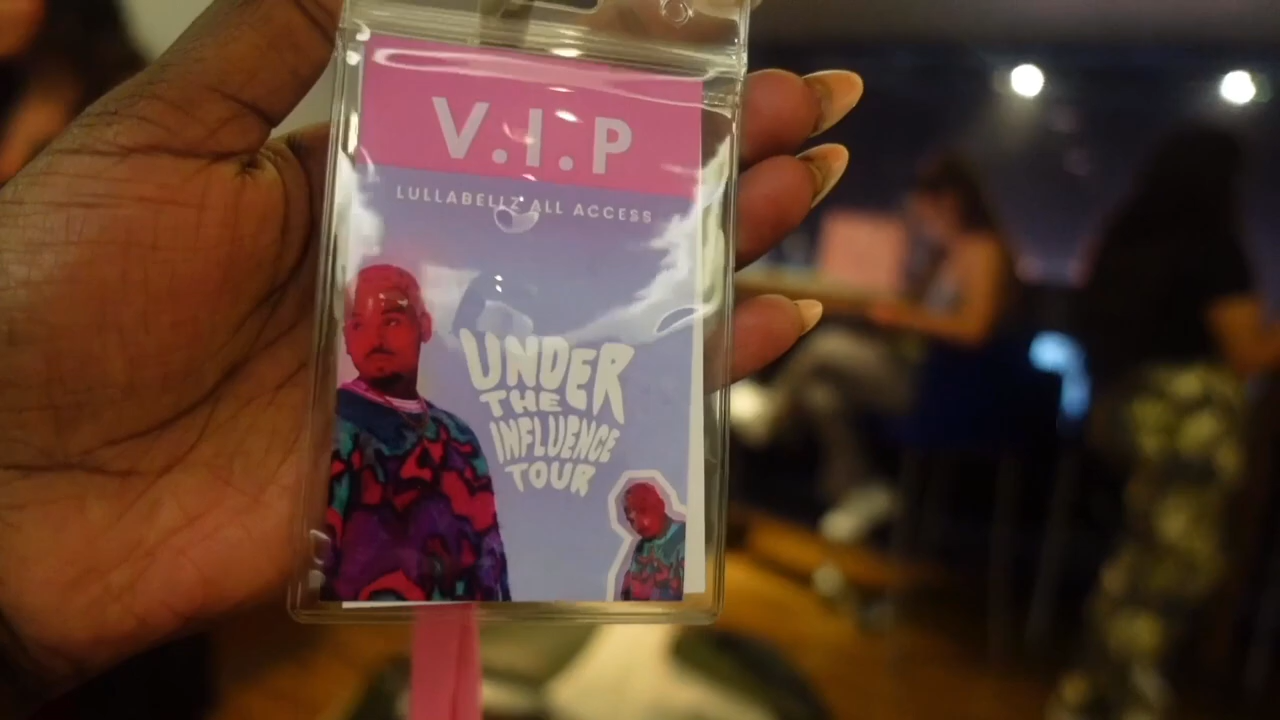 V.I.P
LULLABELLZ ALL ACCESS
UNDER
THE
INFLUENCE
TOUR